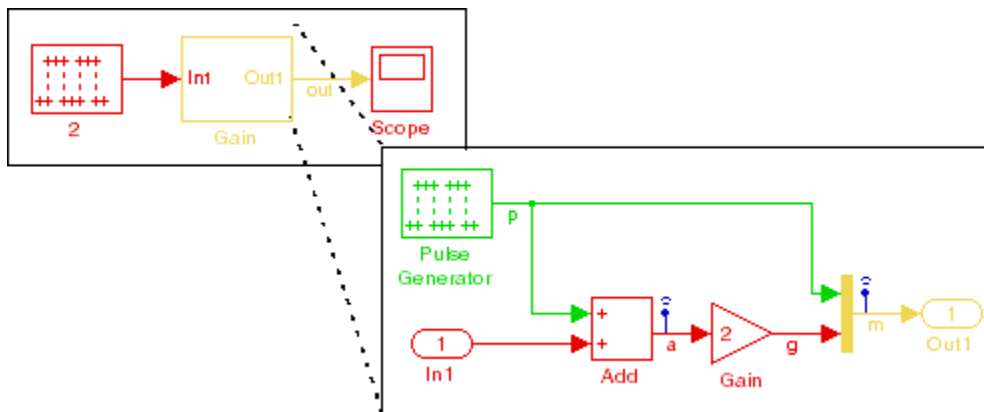 In1
Out1
out
2
Gain
Scope
p
Pulse
Generator
+
+
1
In1
a
Add
2
Gain
g
m
1
Out1